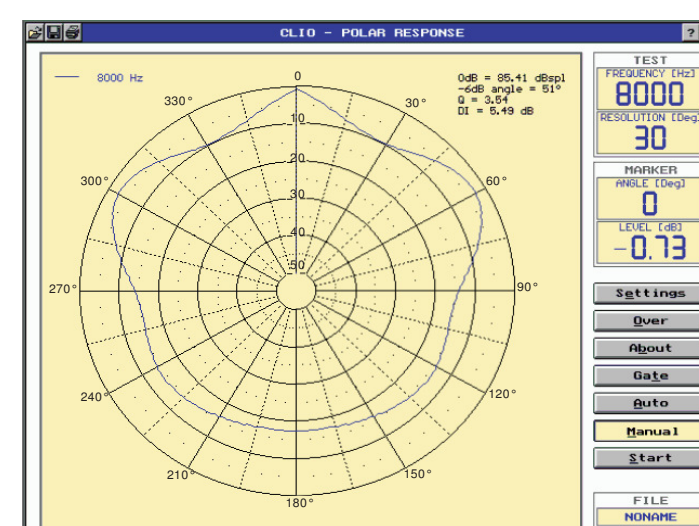 CLIO - POLAR RESPONSE
?
8000 Hz
0dB = 85.41 dBspl
-6dB angle = 51°
Q = 3.54
DI = 5.49 dB
0
330°
30°
10
20
300°
60°
30
40
50
270°
90°
240°
120°
210°
150°
180°
TEST
FREQUENCY [Hz]
8000
RESOLUTION [Deg]
30
MARKER
ANGLE [Deg]
0
LEVEL [dB]
-0.73
Settings
Over
About
Gate
Auto
Manual
Start
FILE
NONAME